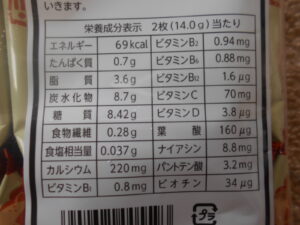 いきます。
栄養成分表示 2枚(14.0g)当たり
エネルギー 69kcal ビタミンB₂ 0.94mg
たんぱく質 0.7g ビタミンB₆ 0.88mg
脂質 3.6g ビタミンB₁₂ 1.6μg
炭水化物 8.7g ビタミンC 70mg
糖質 8.42g ビタミンD 3.8μg
食物繊維 0.28g 葉酸 160μg
食塩相当量 0.037g ナイアシン 8.8mg
カルシウム 220mg パントテン酸 3.2mg
ビタミンB₁ 0.8mg ビオチン 34μg
プラ